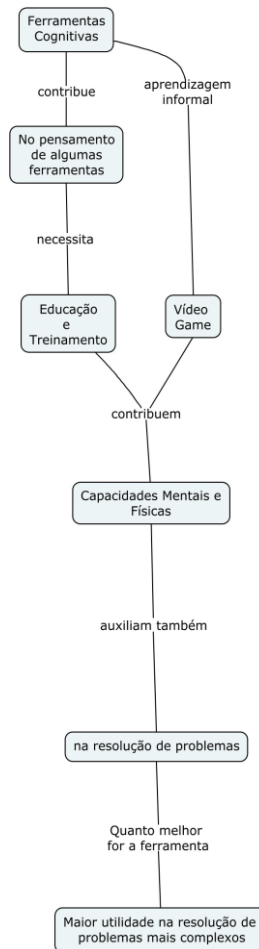 Ferramentas
Cognitivas
contribue
aprendizagem
informal
No pensamento
de algumas
ferramentas
necessita
Educação
e
Treinamento
Vídeo
Game
contribuem
Capacidades Mentais e
Físicas
auxiliam também
na resolução de problemas
Quanto melhor
for a ferramenta
Maior utilidade na resolução de
problemas mais complexos